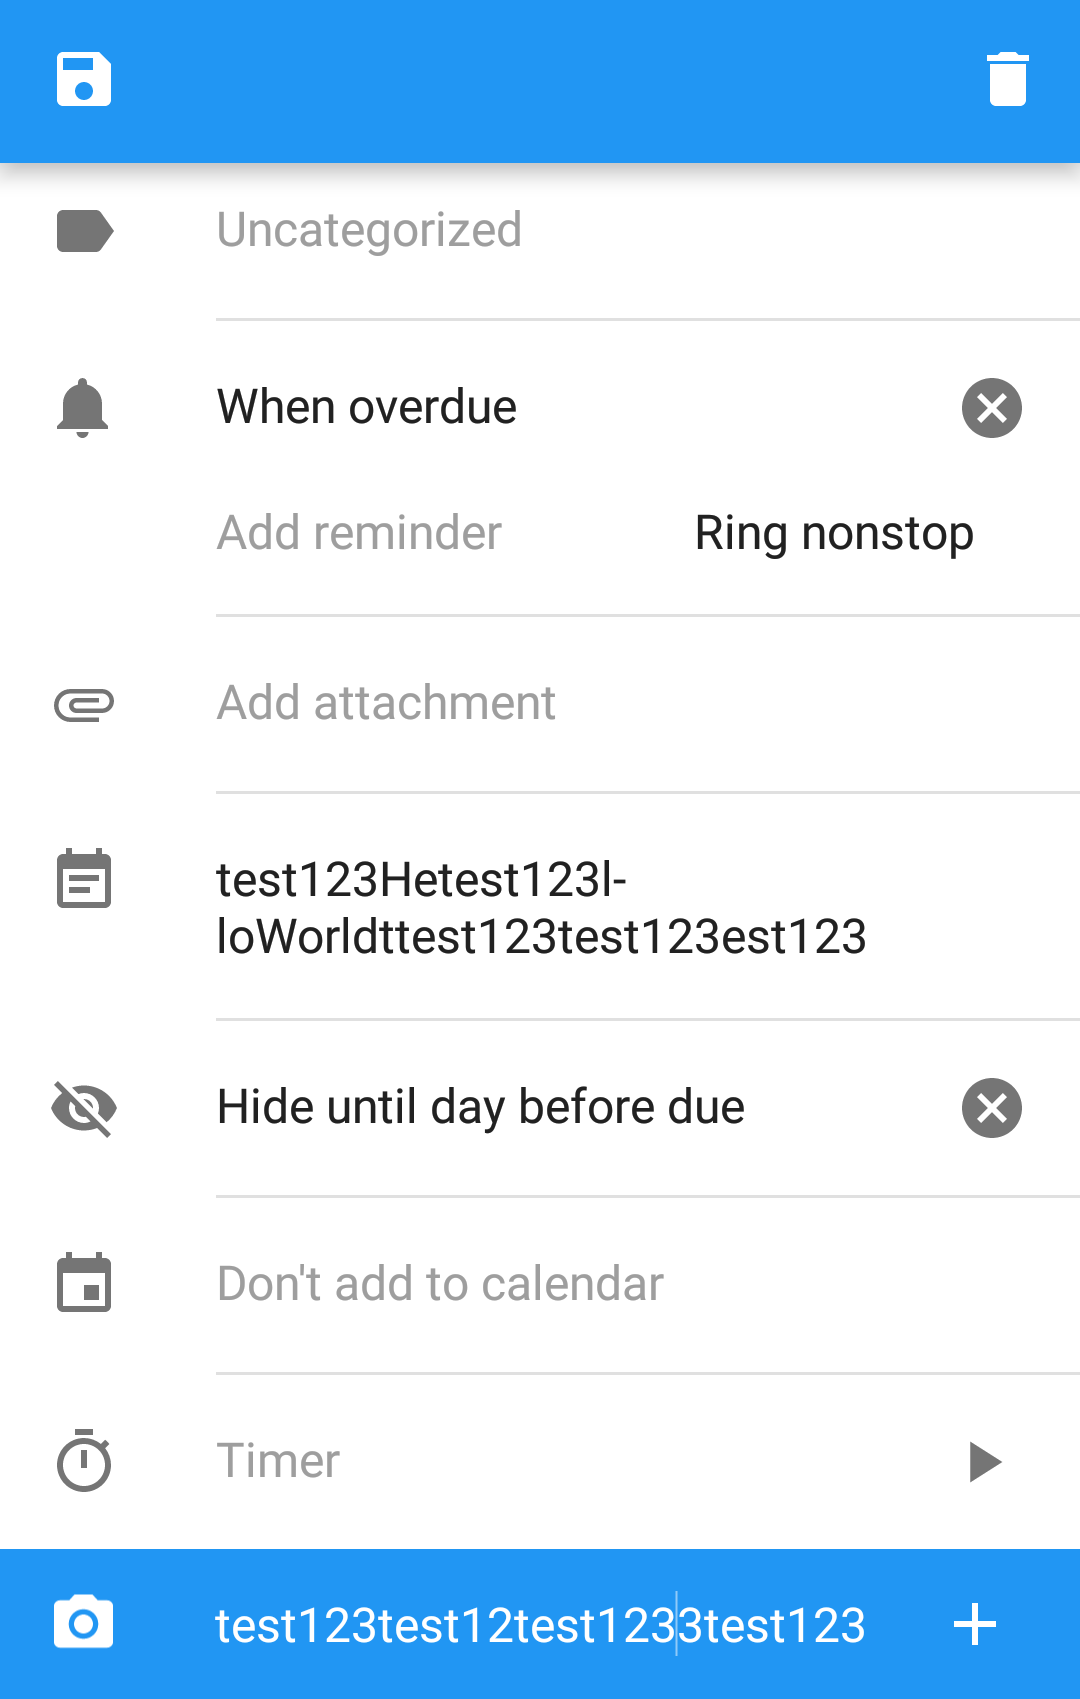 Uncategorized
When overdue
Add reminder Ring nonstop
Add attachment
test123Hetest123l-
loWorldttest123test123est123
Hide until day before due
Don't add to calendar
Timer
test123test12test1233test123